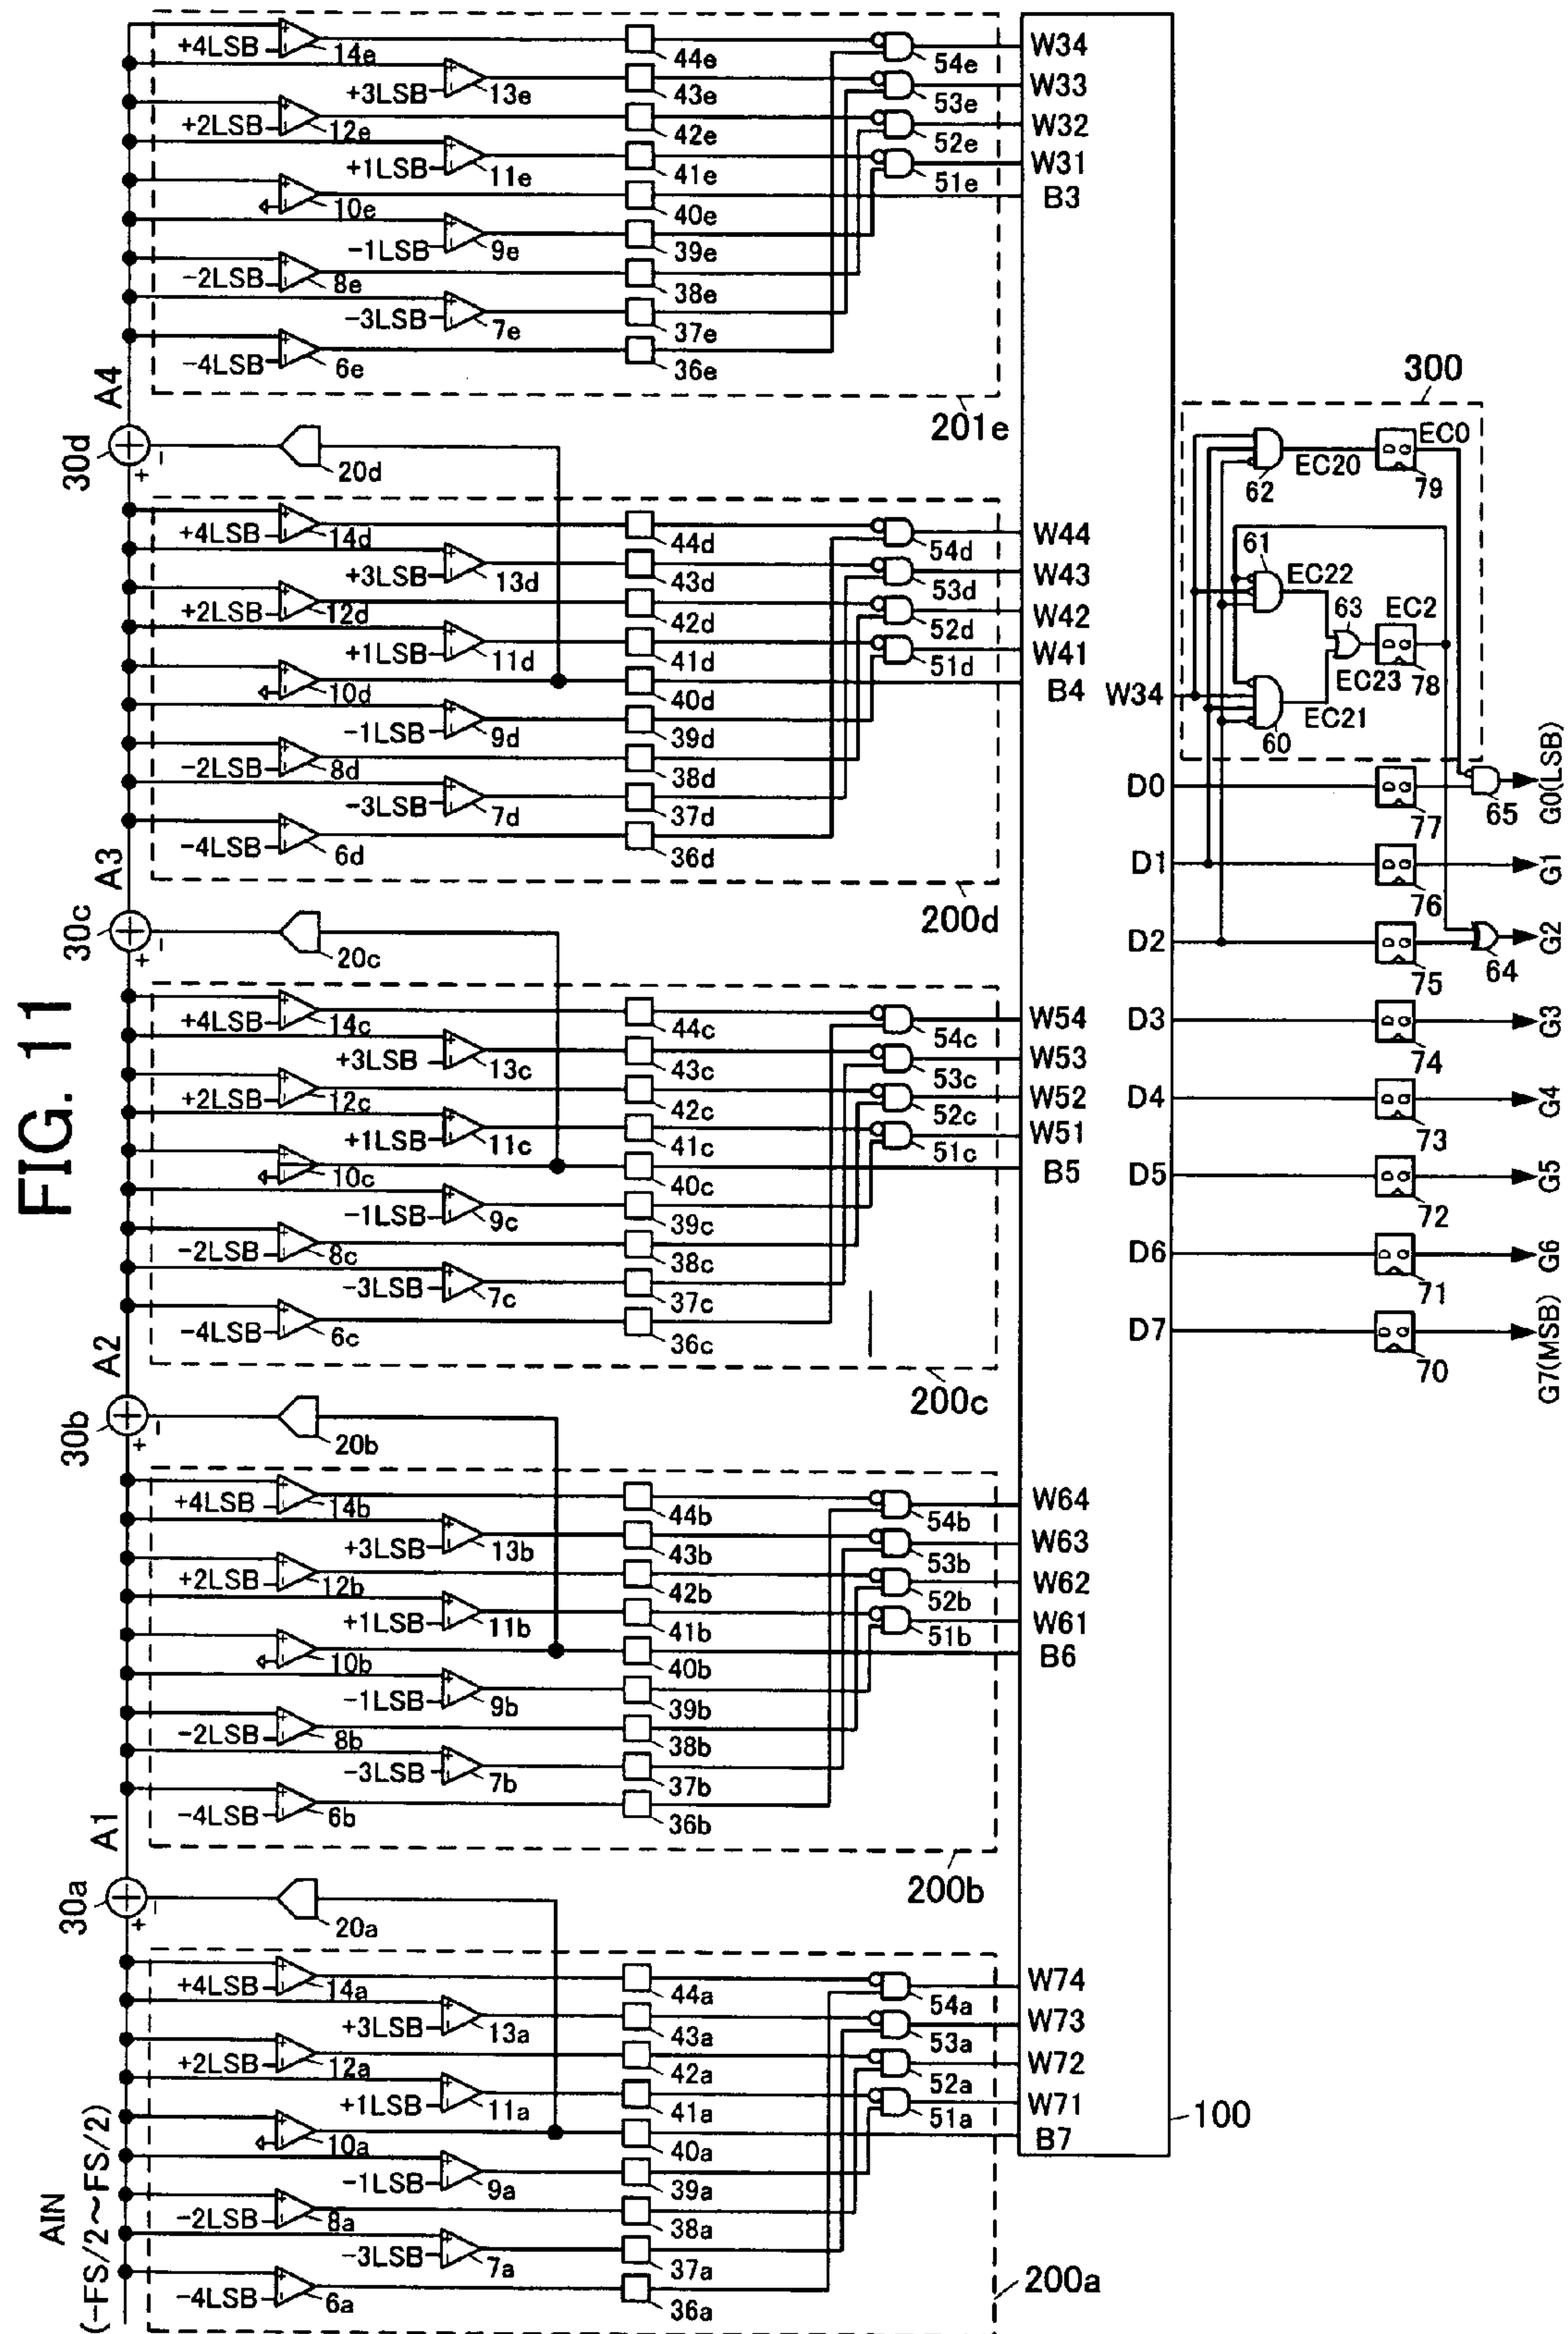 FIG. 11
A4
+4LSB 14e 44e 54e W34
+3LSB 13e 43e 53e W33
+2LSB 12e 42e 52e W32
+1LSB 11e 41e 51e W31
10e 40e B3
-1LSB 9e 39e
-2LSB 8e 38e
-3LSB 7e 37e
-4LSB 6e 36e
201e
30d + - 20d
A3
+4LSB 14d 44d 54d W44
+3LSB 13d 43d 53d W43
+2LSB 12d 42d 52d W42
+1LSB 11d 41d 51d W41
10d 40d B4
-1LSB 9d 39d
-2LSB 8d 38d
-3LSB 7d 37d
-4LSB 6d 36d
200d
30c + - 20c
A2
+4LSB 14c 44c 54c W54
+3LSB 13c 43c 53c W53
+2LSB 12c 42c 52c W52
+1LSB 11c 41c 51c W51
10c 40c B5
-1LSB 9c 39c
-2LSB 8c 38c
-3LSB 7c 37c
-4LSB 6c 36c
200c
30b + - 20b
A1
+4LSB 14b 44b 54b W64
+3LSB 13b 43b 53b W63
+2LSB 12b 42b 52b W62
+1LSB 11b 41b 51b W61
10b 40b B6
-1LSB 9b 39b
-2LSB 8b 38b
-3LSB 7b 37b
-4LSB 6b 36b
200b
30a + - 20a
AIN
(-FS/2~FS/2)
+4LSB 14a 44a 54a W74
+3LSB 13a 43a 53a W73
+2LSB 12a 42a 52a W72
+1LSB 11a 41a 51a W71
10a 40a B7
-1LSB 9a 39a
-2LSB 8a 38a
-3LSB 7a 37a
-4LSB 6a 36a
200a
100
300
62 EC20 D Q 79 EC0
61 EC22 63 EC2
EC23 D Q 78
W34 60 EC21
D0 D Q 77 65 G0(LSB)
D1 D Q 76 G1
D2 D Q 75 64 G2
D3 D Q 74 G3
D4 D Q 73 G4
D5 D Q 72 G5
D6 D Q 71 G6
D7 D Q 70 G7(MSB)